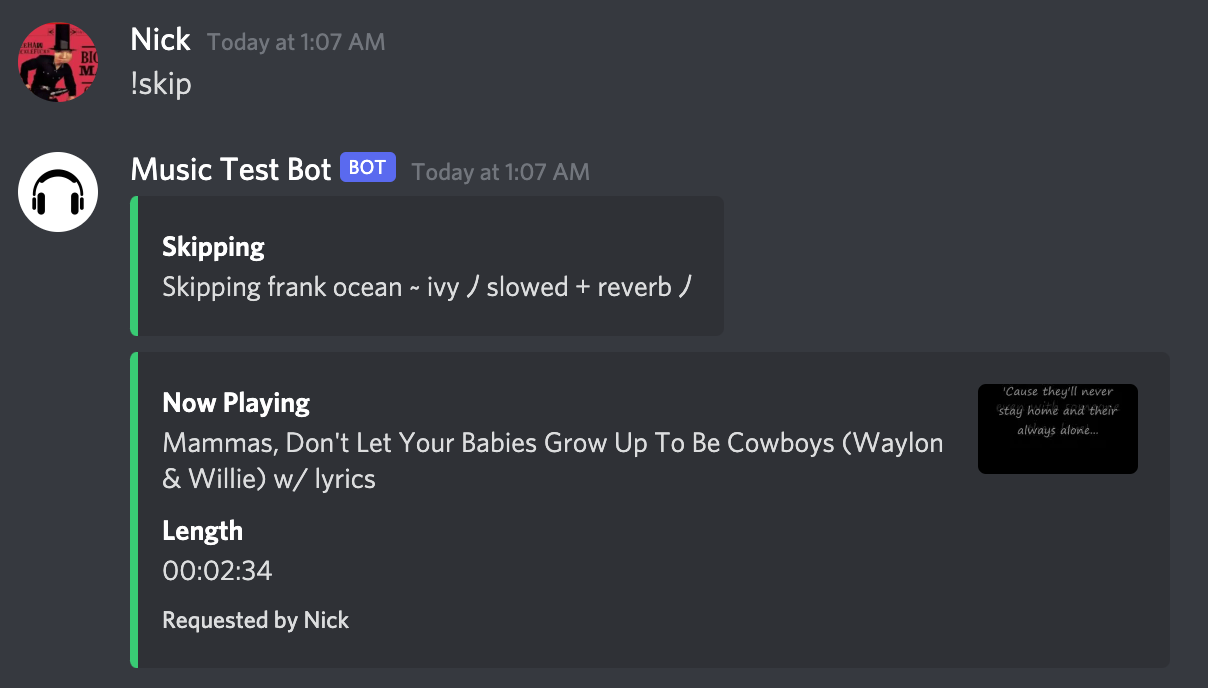 Nick Today at 1:07 AM
!skip
Music Test Bot BOT Today at 1:07 AM
Skipping
Skipping frank ocean ~ ivy ノ slowed + reverb ノ
Now Playing
Mammas, Don't Let Your Babies Grow Up To Be Cowboys (Waylon
& Willie) w/ lyrics
'Cause they'll never
stay home and their
always alone...
Length
00:02:34
Requested by Nick